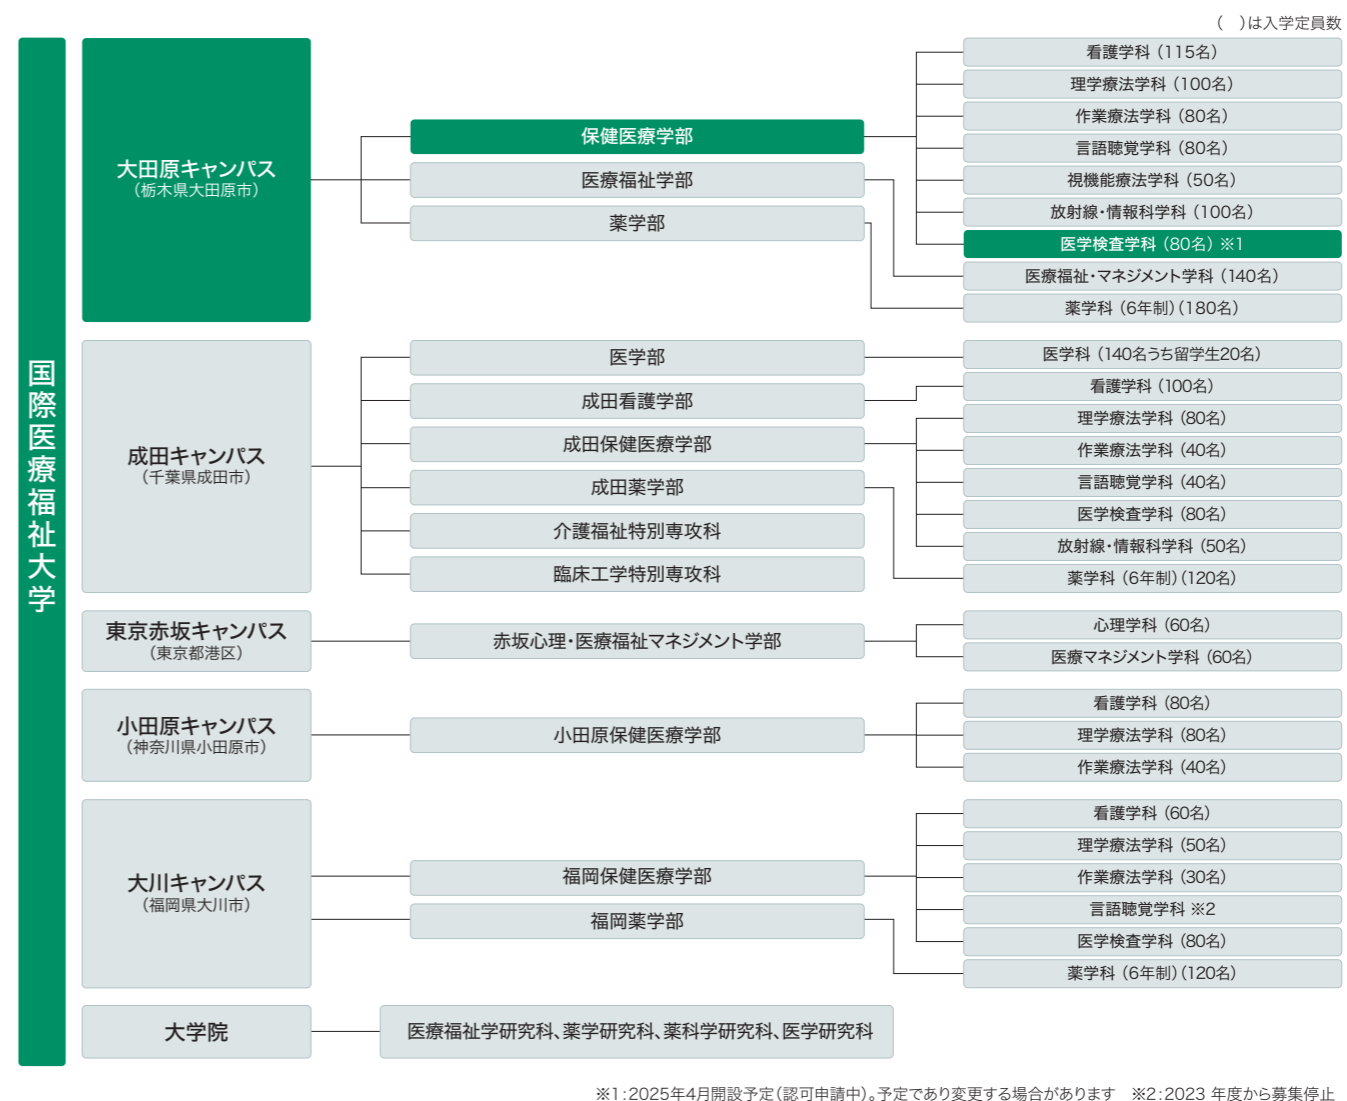 （　）は入学定員数
国際医療福祉大学
大田原キャンパス
（栃木県大田原市）
保健医療学部
医療福祉学部
薬学部
看護学科（115名）
理学療法学科（100名）
作業療法学科（80名）
言語聴覚学科（80名）
視機能療法学科（50名）
放射線・情報科学科（100名）
医学検査学科（80名）※1
医療福祉・マネジメント学科（140名）
薬学科（6年制）（180名）
成田キャンパス
（千葉県成田市）
医学部
成田看護学部
成田保健医療学部
成田薬学部
介護福祉特別専攻科
臨床工学特別専攻科
医学科（140名うち留学生20名）
看護学科（100名）
理学療法学科（80名）
作業療法学科（40名）
言語聴覚学科（40名）
医学検査学科（80名）
放射線・情報科学科（50名）
薬学科（6年制）（120名）
東京赤坂キャンパス
（東京都港区）
赤坂心理・医療福祉マネジメント学部
心理学科（60名）
医療マネジメント学科（60名）
小田原キャンパス
（神奈川県小田原市）
小田原保健医療学部
看護学科（80名）
理学療法学科（80名）
作業療法学科（40名）
大川キャンパス
（福岡県大川市）
福岡保健医療学部
福岡薬学部
看護学科（60名）
理学療法学科（50名）
作業療法学科（30名）
言語聴覚学科 ※2
医学検査学科（80名）
薬学科（6年制）（120名）
大学院
医療福祉学研究科、薬学研究科、薬科学研究科、医学研究科
※1：2025年4月開設予定（認可申請中）。予定であり変更する場合があります　※2：2023 年度から募集停止